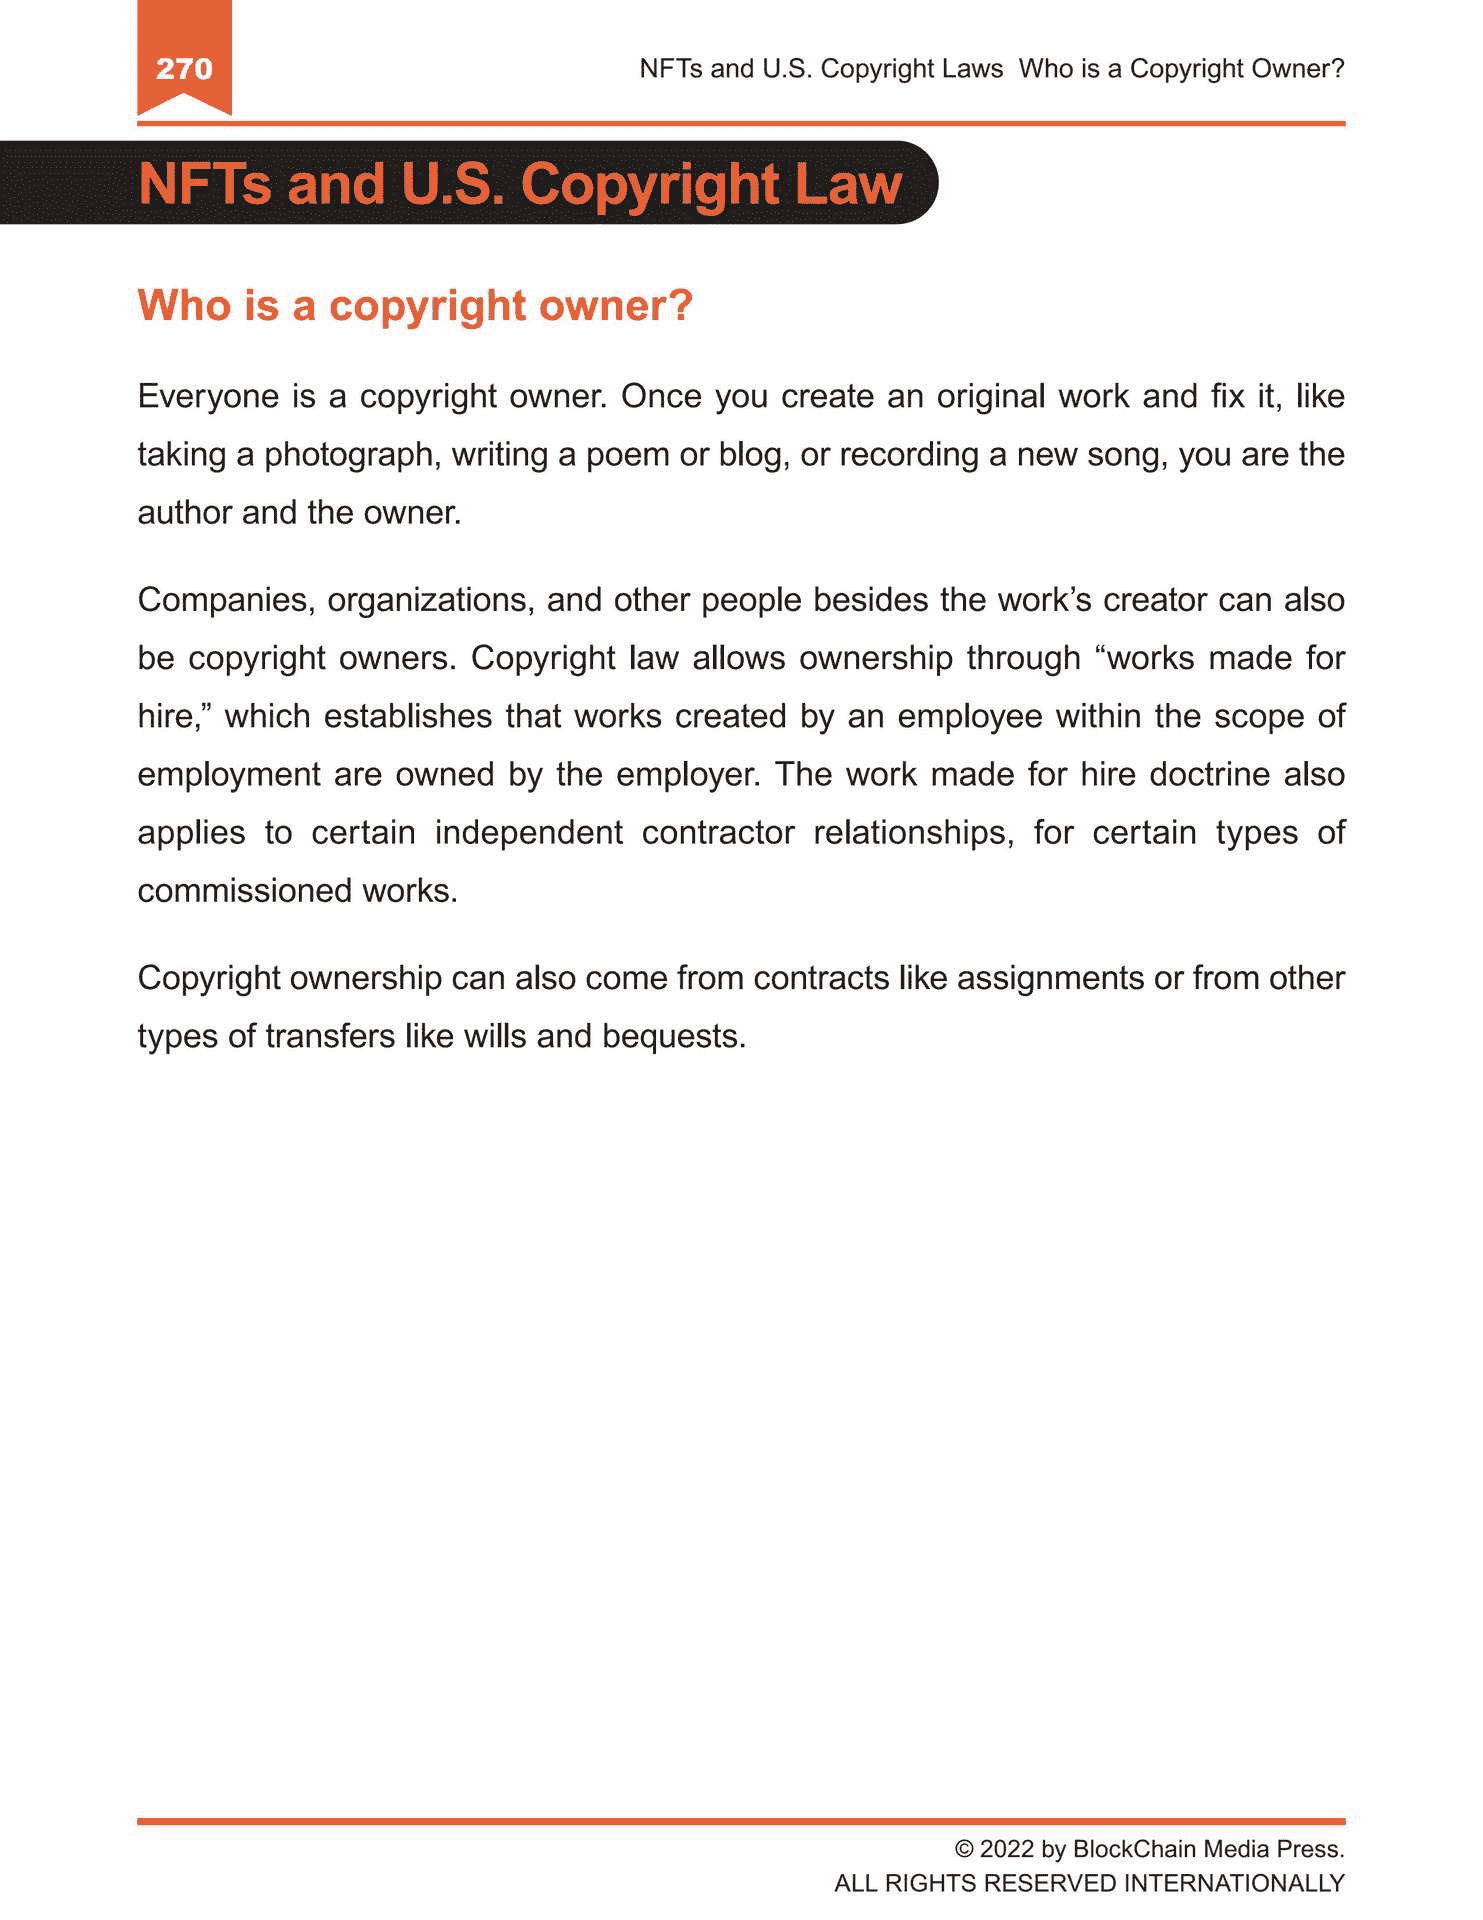 270
NFTs and U.S. Copyright Laws  Who is a Copyright Owner?
NFTs and U.S. Copyright Law
Who is a copyright owner?
Everyone is a copyright owner. Once you create an original work and fix it, like
taking a photograph, writing a poem or blog, or recording a new song, you are the
author and the owner.
Companies, organizations, and other people besides the work’s creator can also
be copyright owners. Copyright law allows ownership through “works made for
hire,” which establishes that works created by an employee within the scope of
employment are owned by the employer. The work made for hire doctrine also
applies to certain independent contractor relationships, for certain types of
commissioned works.
Copyright ownership can also come from contracts like assignments or from other
types of transfers like wills and bequests.
© 2022 by BlockChain Media Press.
ALL RIGHTS RESERVED INTERNATIONALLY